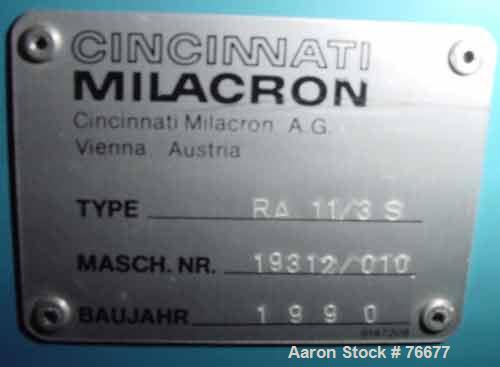 CINCINNATI
MILACRON
Cincinnati Milacron A.G.
Vienna, Austria
TYPE RA 11/3 S
MASCH. NR. 19312/010
BAUJAHR 1990
Aaron Stock # 76677